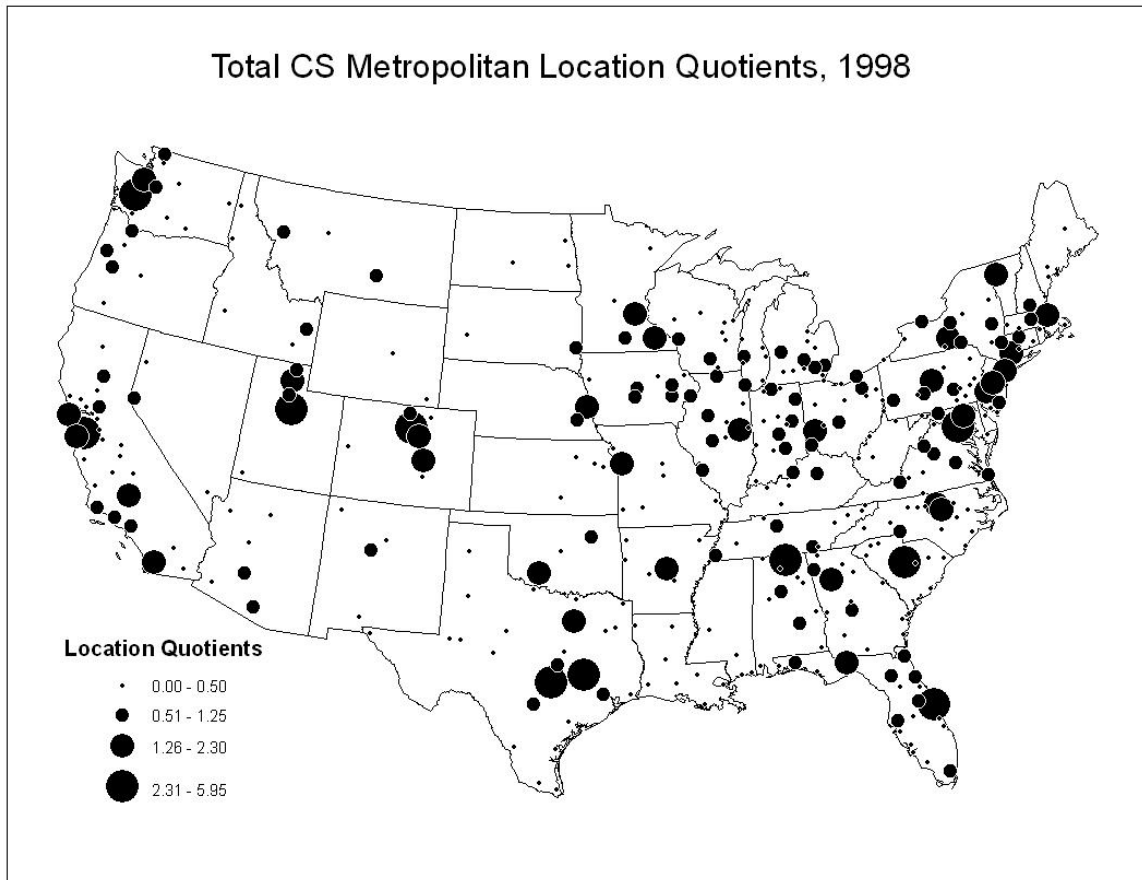 Total CS Metropolitan Location Quotients, 1998
Location Quotients
0.00 - 0.50
0.51 - 1.25
1.26 - 2.30
2.31 - 5.95